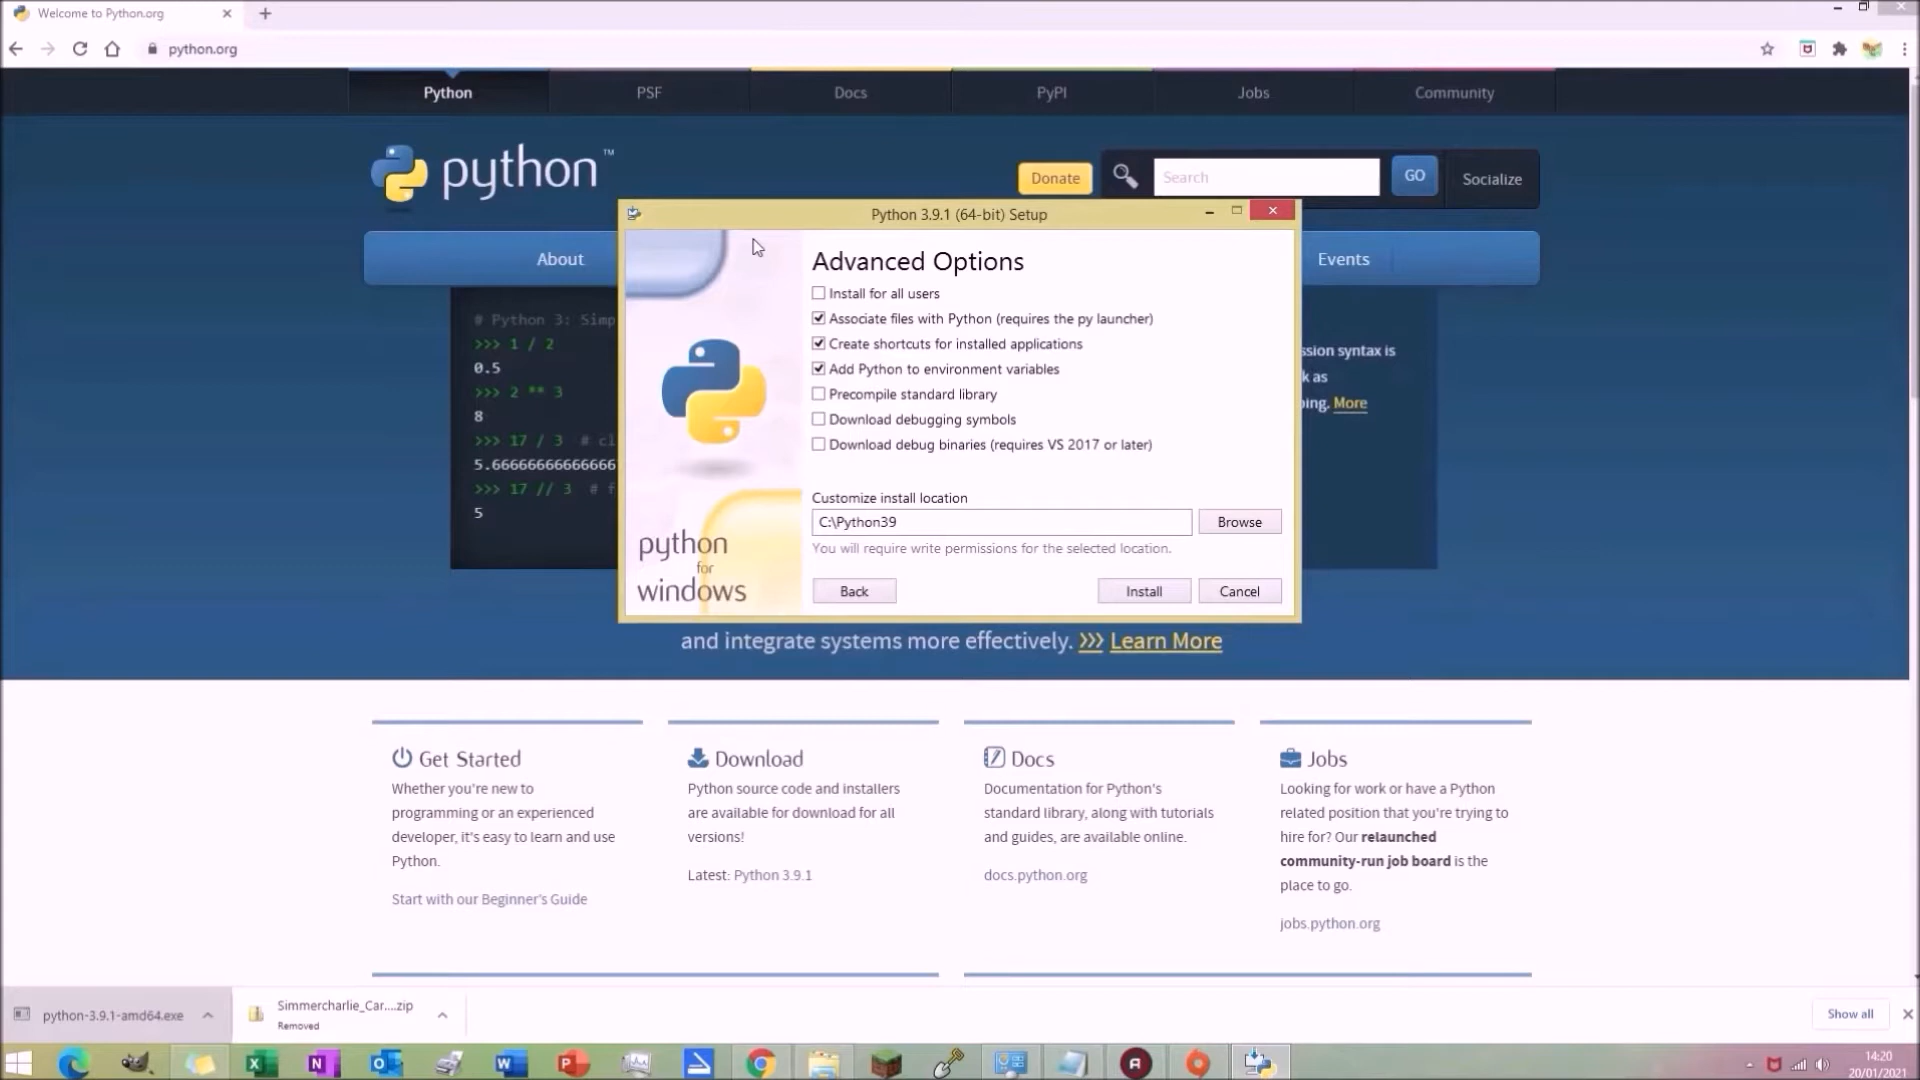 Welcome to Python.org
python.org
Python
PSF
Docs
PyPI
Jobs
Community
python™
Donate
Search
GO
Socialize
About
Events
# Python 3: Simp
>>> 1 / 2
0.5
>>> 2 ** 3
8
>>> 17 / 3 # cl
5.66666666666667
>>> 17 // 3 # f
5
ssion syntax is
k as
ing. More
Python 3.9.1 (64-bit) Setup
Advanced Options
Install for all users
Associate files with Python (requires the py launcher)
Create shortcuts for installed applications
Add Python to environment variables
Precompile standard library
Download debugging symbols
Download debug binaries (requires VS 2017 or later)
Customize install location
C:\Python39
Browse
You will require write permissions for the selected location.
python
for
windows
Back
Install
Cancel
and integrate systems more effectively. >>> Learn More
Get Started
Whether you're new to
programming or an experienced
developer, it's easy to learn and use
Python.
Start with our Beginner's Guide
Download
Python source code and installers
are available for download for all
versions!
Latest: Python 3.9.1
Docs
Documentation for Python's
standard library, along with tutorials
and guides, are available online.
docs.python.org
Jobs
Looking for work or have a Python
related position that you're trying to
hire for? Our relaunched
community-run job board is the
place to go.
jobs.python.org
python-3.9.1-amd64.exe
Simmercharlie_Car....zip
Removed
Show all
14:20
20/01/2021